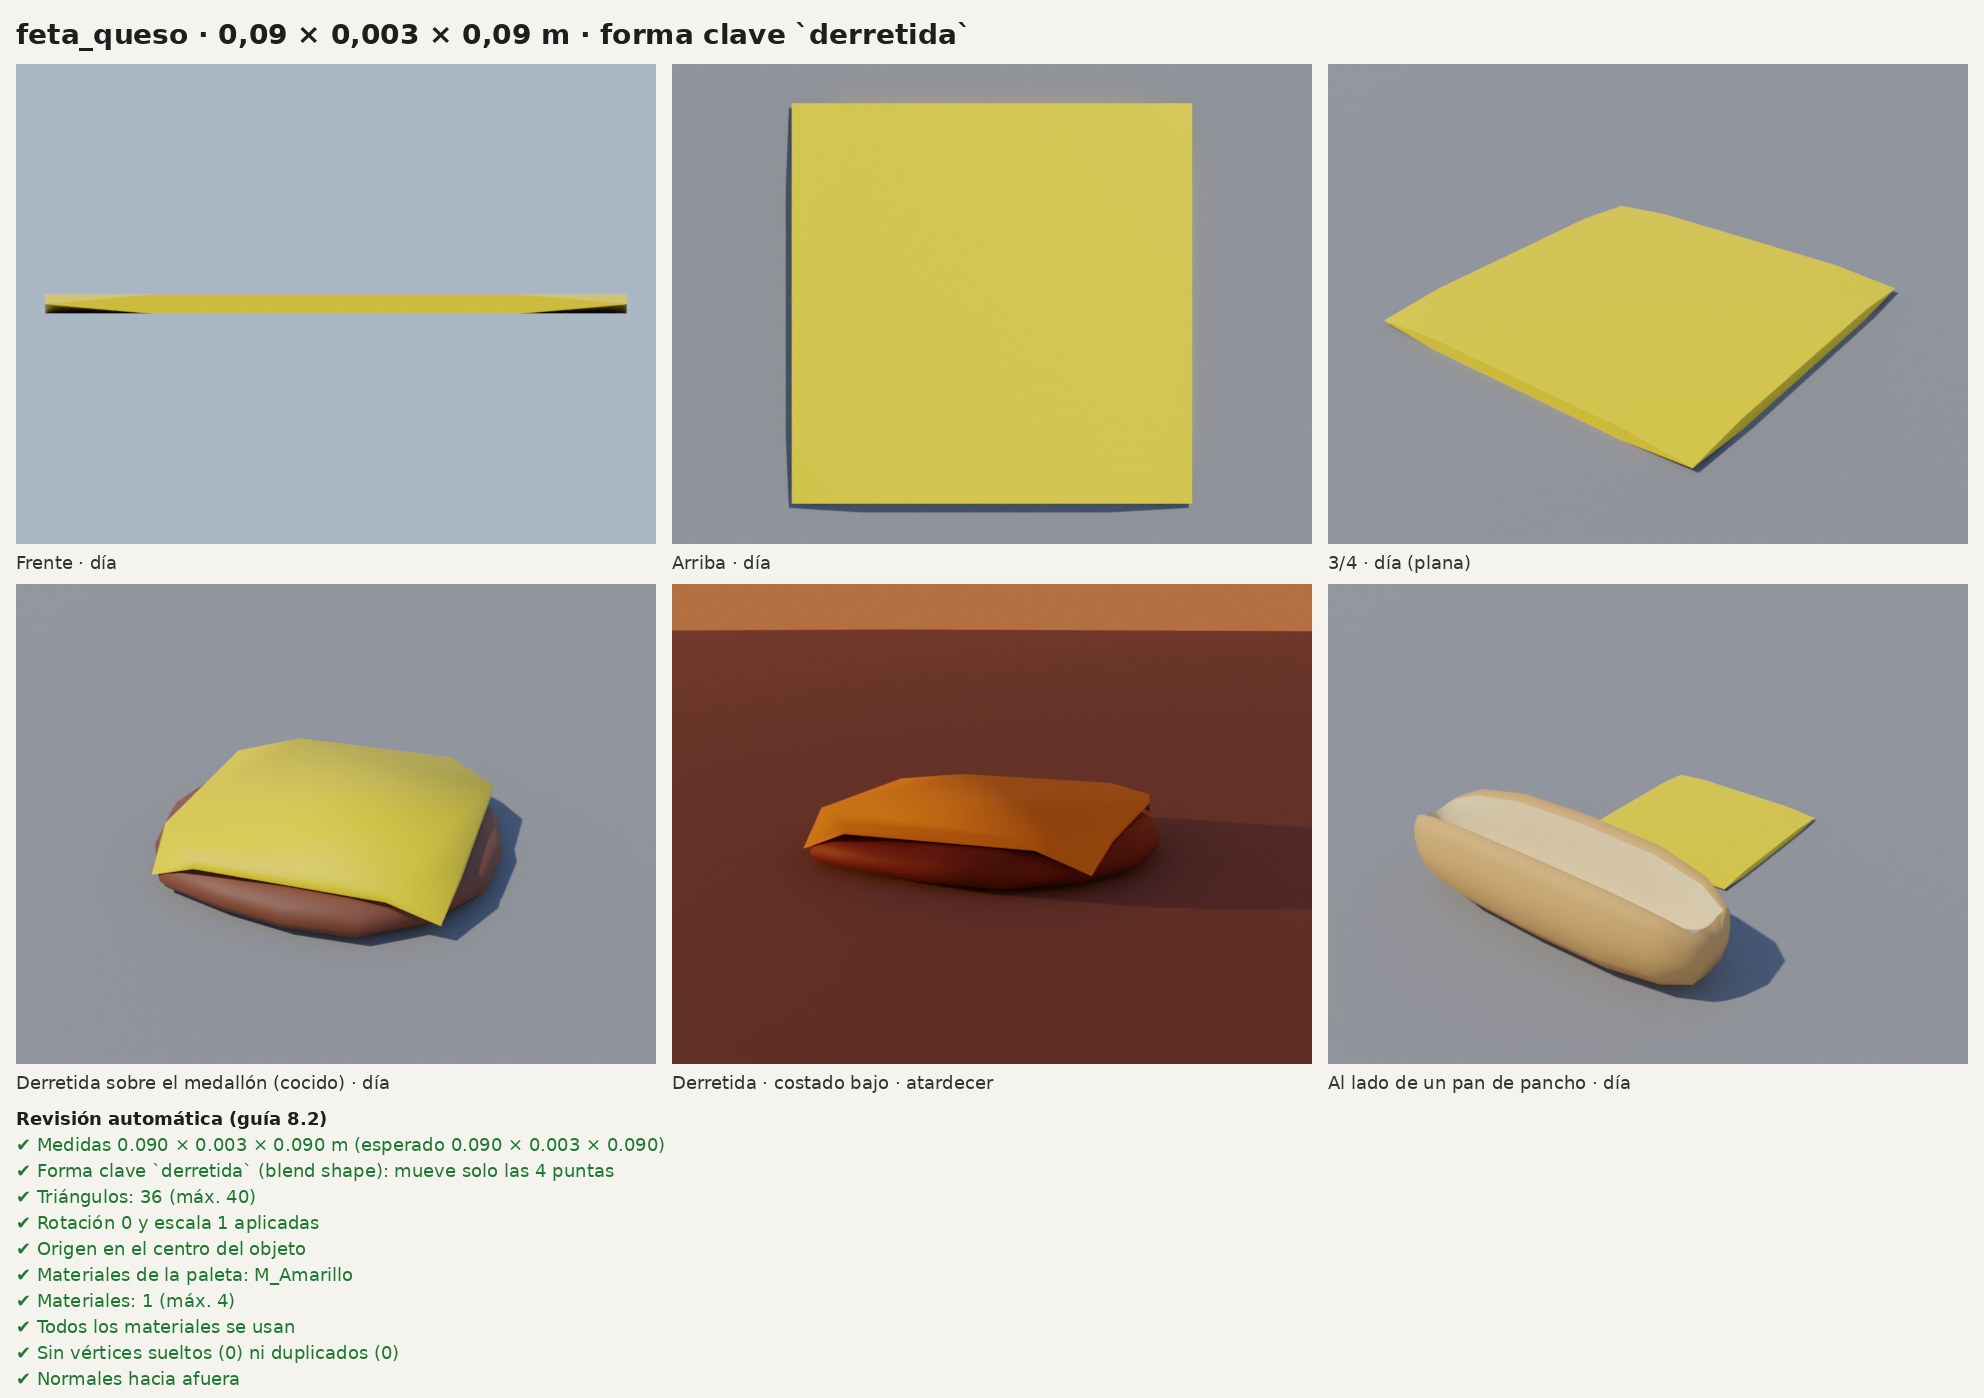 feta_queso · 0,09 × 0,003 × 0,09 m · forma clave `derretida`
Frente · día
Arriba · día
3/4 · día (plana)
Derretida sobre el medallón (cocido) · día
Derretida · costado bajo · atardecer
Al lado de un pan de pancho · día
Revisión automática (guía 8.2)
✔ Medidas 0.090 × 0.003 × 0.090 m (esperado 0.090 × 0.003 × 0.090)
✔ Forma clave `derretida` (blend shape): mueve solo las 4 puntas
✔ Triángulos: 36 (máx. 40)
✔ Rotación 0 y escala 1 aplicadas
✔ Origen en el centro del objeto
✔ Materiales de la paleta: M_Amarillo
✔ Materiales: 1 (máx. 4)
✔ Todos los materiales se usan
✔ Sin vértices sueltos (0) ni duplicados (0)
✔ Normales hacia afuera